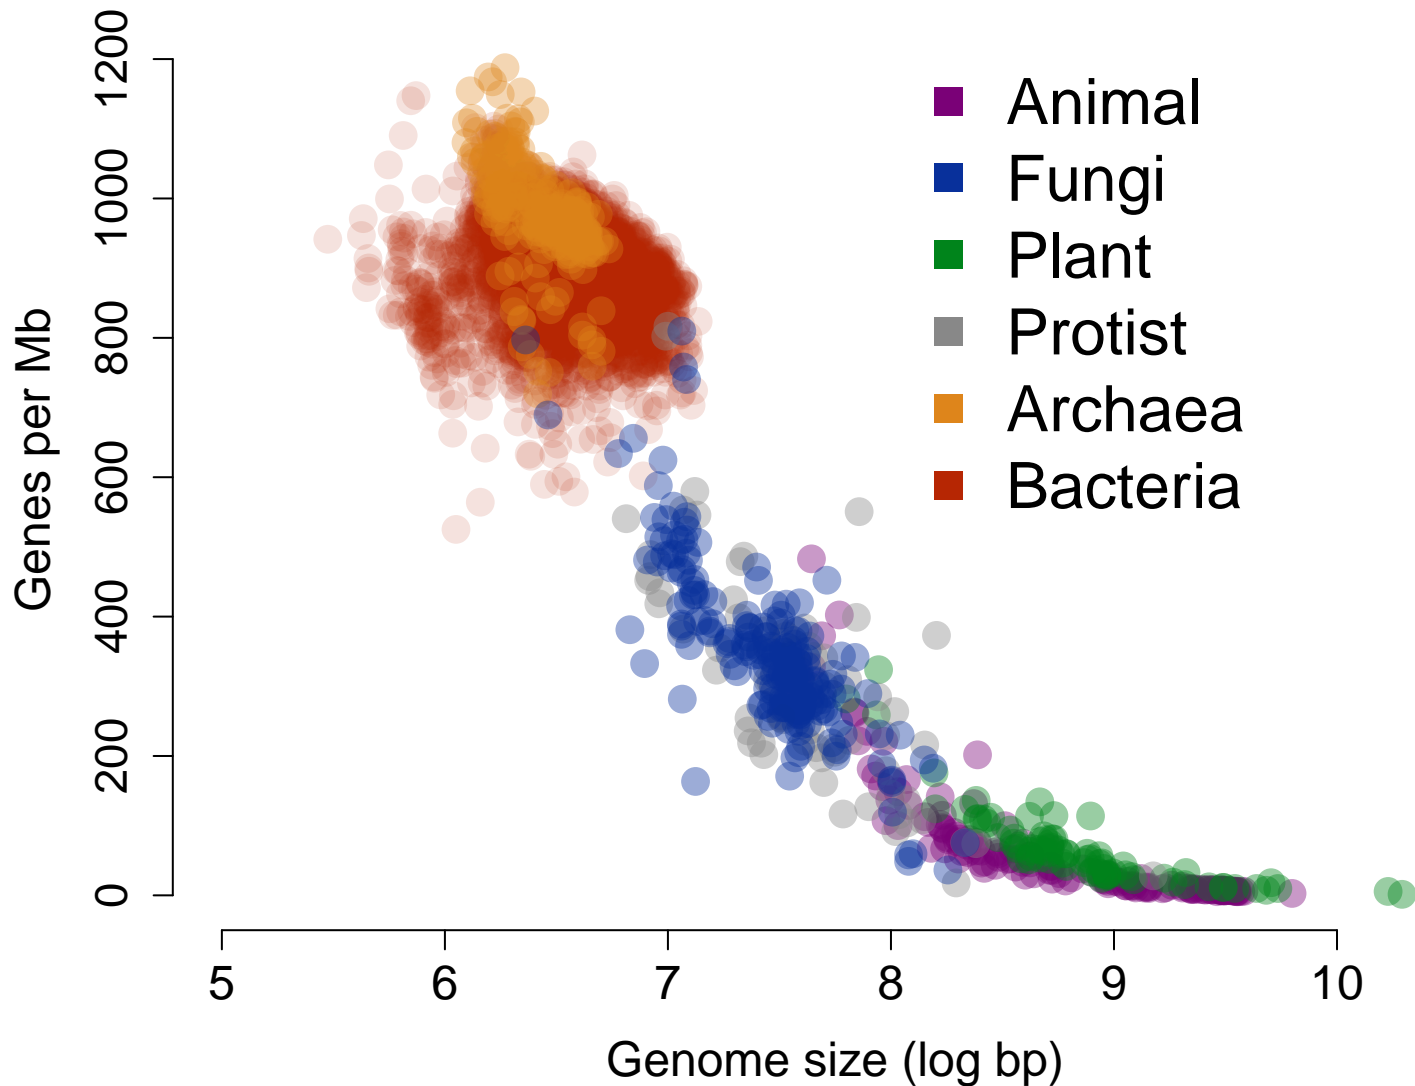 Genes per Mb
1200
1000
800
600
400
200
0
Animal
Fungi
Plant
Protist
Archaea
Bacteria
5 6 7 8 9 10
Genome size (log bp)